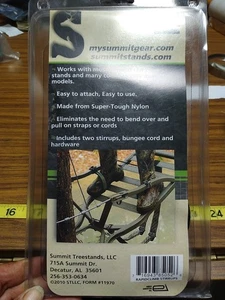 mysummitgear.com
summitstands.com
- Works with
stands and many
models.
- Easy to attach, Easy to use.
- Made from Super-Tough Nylon
- Eliminates the need to bend over and
pull on straps or cords
- Includes two stirrups, bungee cord and
hardware
Summit Treestands, LLC
715A Summit Dr.
Decatur, AL 35601
256-353-0634
©2010 STLLC, FORM #11970
16